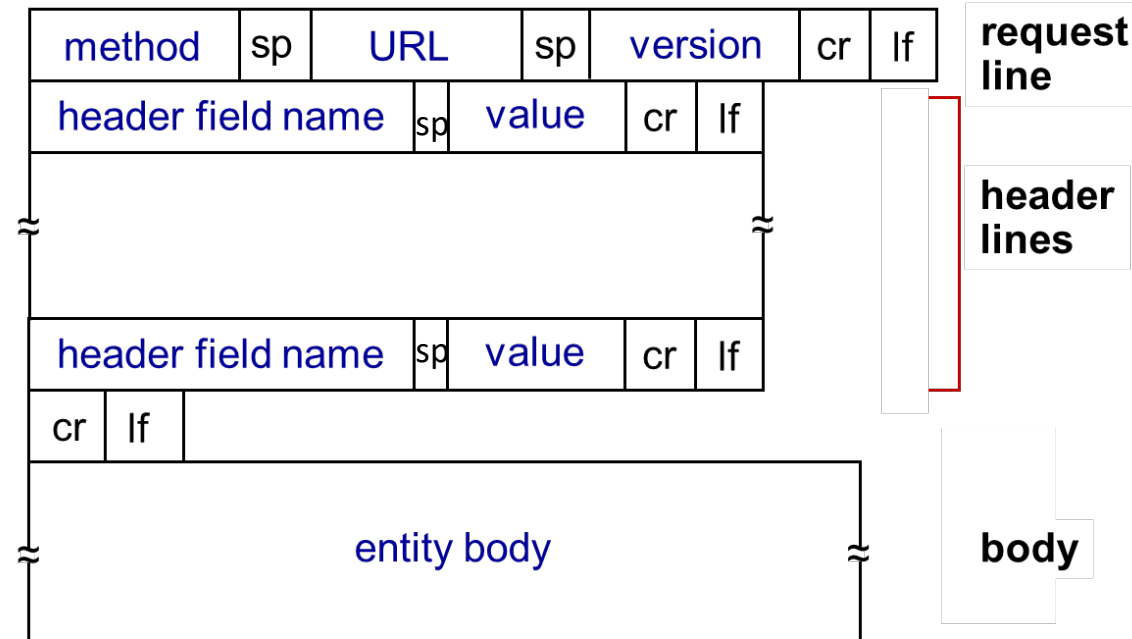 method sp URL sp version cr lf
request
line
header field name sp value cr lf
header
lines
≈ ≈
header field name sp value cr lf
cr lf
≈ entity body ≈
body